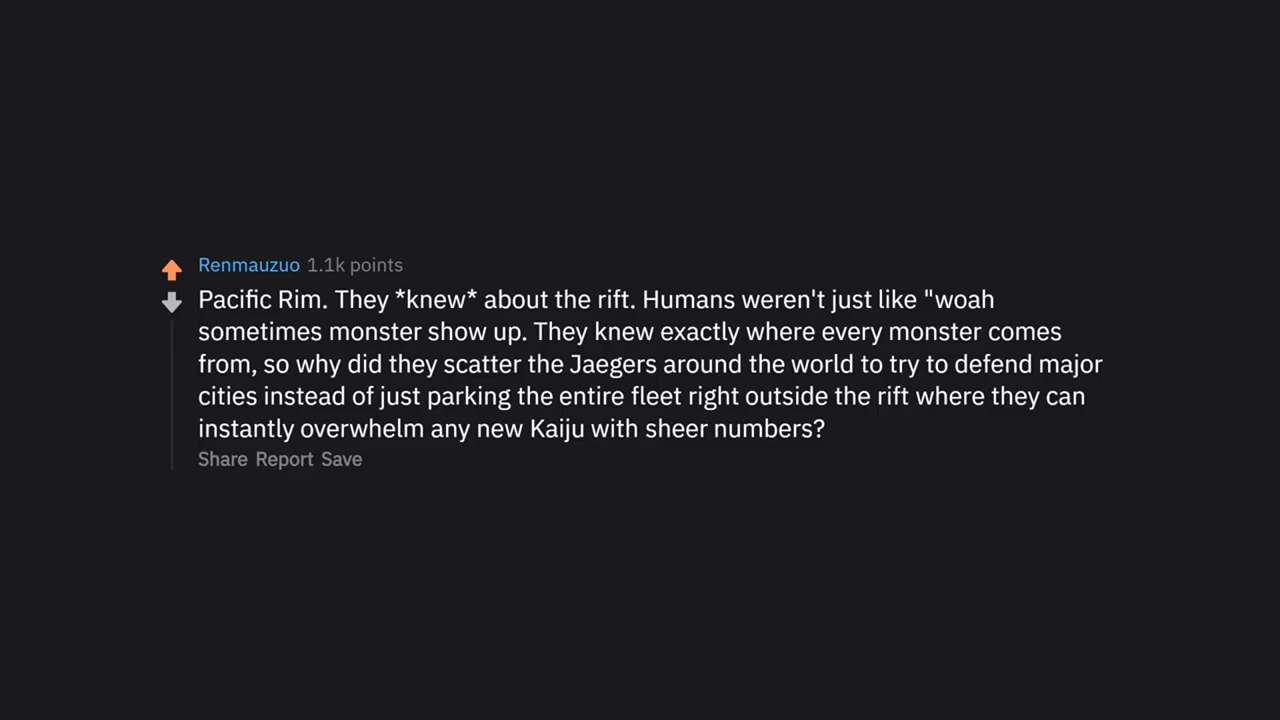 Renmauzuo 1.1k points
Pacific Rim. They *knew* about the rift. Humans weren't just like "woah
sometimes monster show up. They knew exactly where every monster comes
from, so why did they scatter the Jaegers around the world to try to defend major
cities instead of just parking the entire fleet right outside the rift where they can
instantly overwhelm any new Kaiju with sheer numbers?
Share Report Save